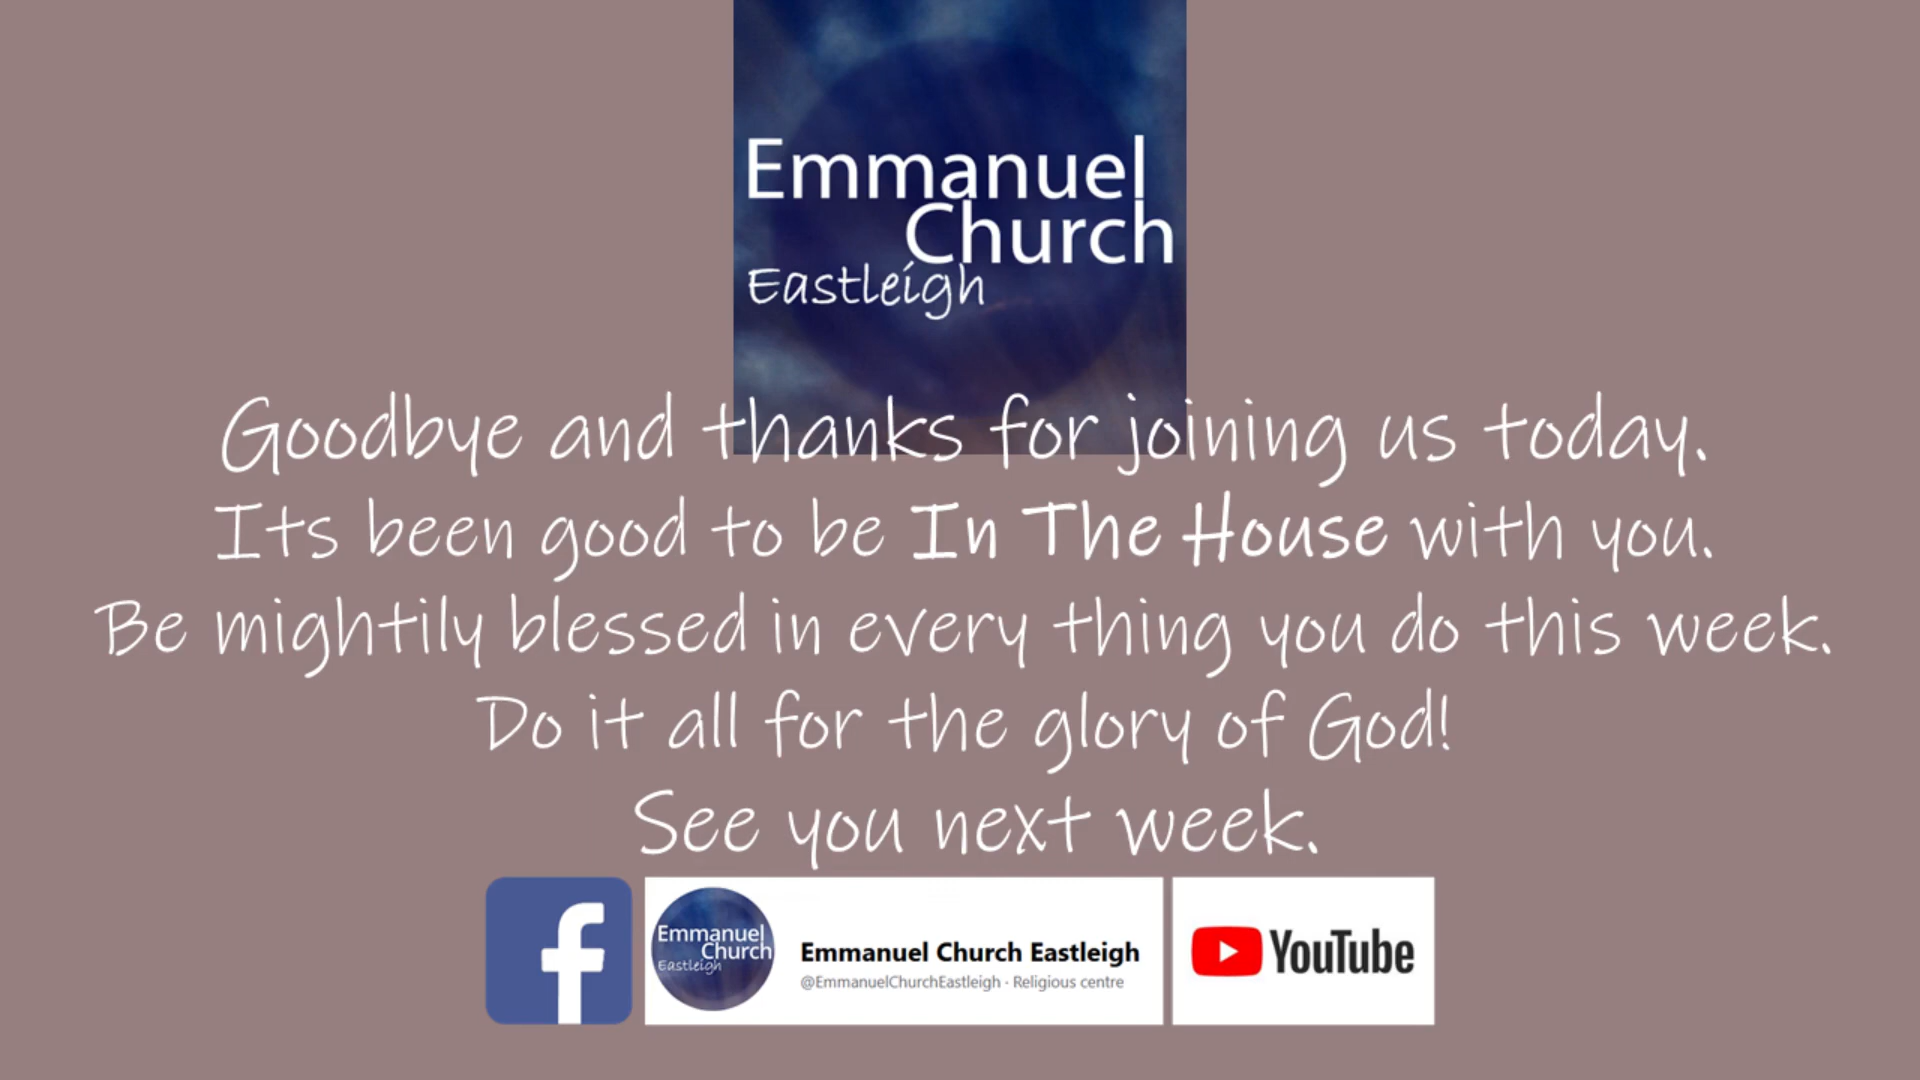 Emmanuel
Church
Eastleigh
Goodbye and thanks for joining us today.
Its been good to be In The House with you.
Be mightily blessed in every thing you do this week.
Do it all for the glory of God!
See you next week.
f
Emmanuel
Church
Eastleigh
Emmanuel Church Eastleigh
@EmmanuelChurchEastleigh · Religious centre
YouTube